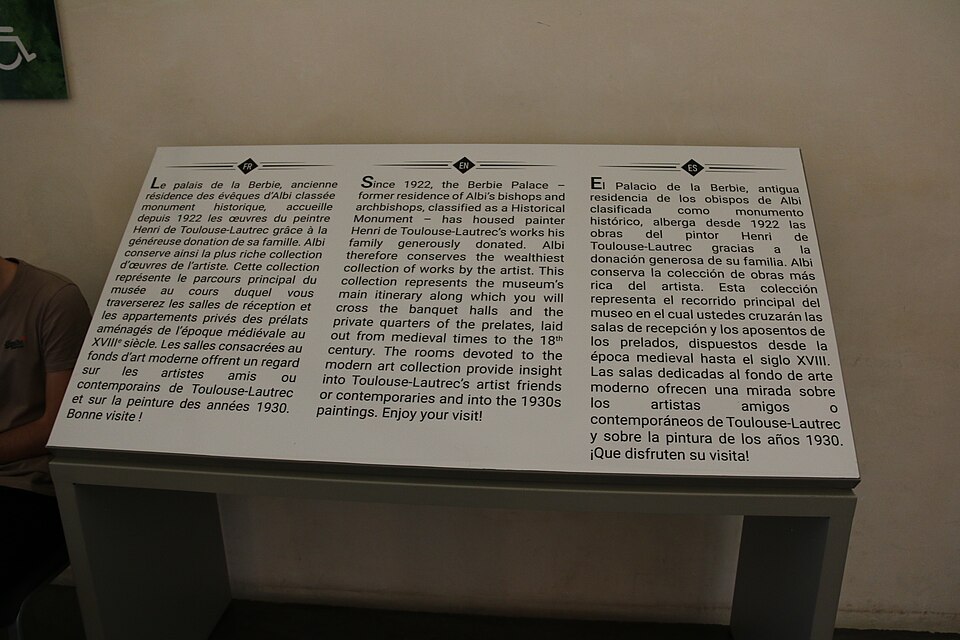 FR
Le palais de la Berbie, ancienne
résidence des évêques d'Albi classée
monument historique, accueille
depuis 1922 les œuvres du peintre
Henri de Toulouse-Lautrec grâce à la
généreuse donation de sa famille. Albi
conserve ainsi la plus riche collection
d'œuvres de l'artiste. Cette collection
représente le parcours principal du
musée au cours duquel vous
traverserez les salles de réception et
les appartements privés des prélats
aménagés de l'époque médiévale au
XVIIIe siècle. Les salles consacrées au
fonds d'art moderne offrent un regard
sur les artistes amis ou
contemporains de Toulouse-Lautrec
et sur la peinture des années 1930.
Bonne visite !
EN
Since 1922, the Berbie Palace –
former residence of Albi's bishops and
archbishops, classified as a Historical
Monument – has housed painter
Henri de Toulouse-Lautrec's works his
family generously donated. Albi
therefore conserves the wealthiest
collection of works by the artist. This
collection represents the museum's
main itinerary along which you will
cross the banquet halls and the
private quarters of the prelates, laid
out from medieval times to the 18th
century. The rooms devoted to the
modern art collection provide insight
into Toulouse-Lautrec's artist friends
or contemporaries and into the 1930s
paintings. Enjoy your visit!
ES
El Palacio de la Berbie, antigua
residencia de los obispos de Albi
clasificada como monumento
histórico, alberga desde 1922 las
obras del pintor Henri de
Toulouse-Lautrec gracias a la
donación generosa de su familia. Albi
conserva la colección de obras más
rica del artista. Esta colección
representa el recorrido principal del
museo en el cual ustedes cruzarán las
salas de recepción y los aposentos de
los prelados, dispuestos desde la
época medieval hasta el siglo XVIII.
Las salas dedicadas al fondo de arte
moderno ofrecen una mirada sobre
los artistas amigos o
contemporáneos de Toulouse-Lautrec
y sobre la pintura de los años 1930.
¡Que disfruten su visita!